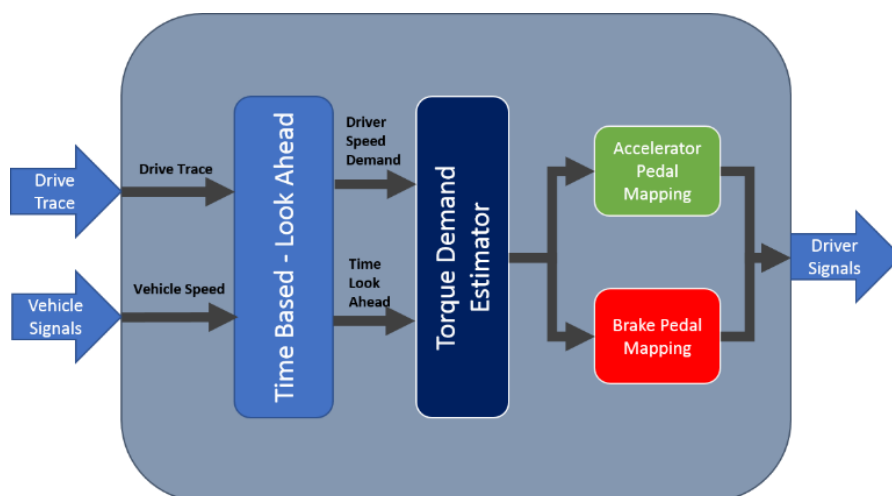 Drive
Trace
Vehicle
Signals
Drive Trace
Vehicle Speed
Time Based - Look Ahead
Driver
Speed
Demand
Time
Look
Ahead
Torque Demand
Estimator
Accelerator
Pedal
Mapping
Brake Pedal
Mapping
Driver
Signals